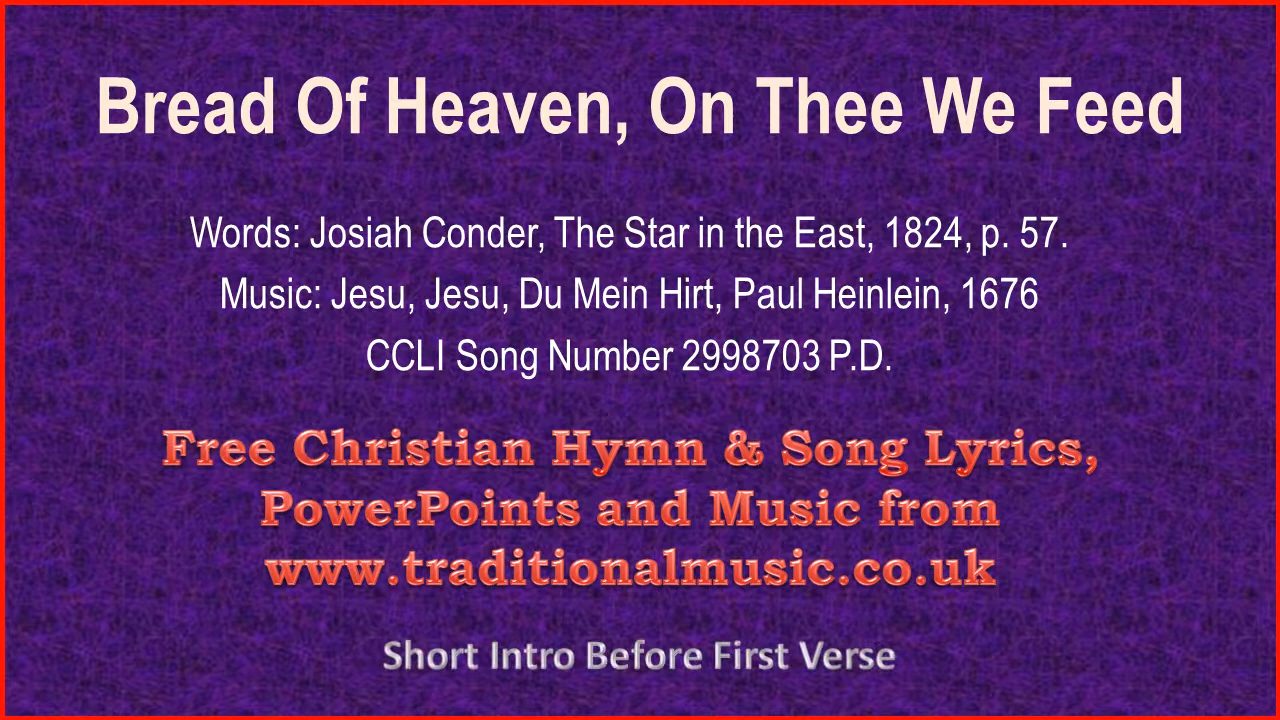 Bread Of Heaven, On Thee We Feed
Words: Josiah Conder, The Star in the East, 1824, p. 57.
Music: Jesu, Jesu, Du Mein Hirt, Paul Heinlein, 1676
CCLI Song Number 2998703 P.D.
Free Christian Hymn & Song Lyrics,
PowerPoints and Music from
www.traditionalmusic.co.uk
Short Intro Before First Verse